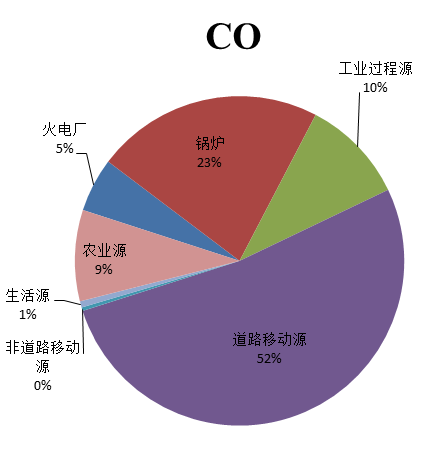 CO
工业过程源
10%
锅炉
23%
火电厂
5%
农业源
9%
生活源
1%
非道路移动
源
0%
道路移动源
52%